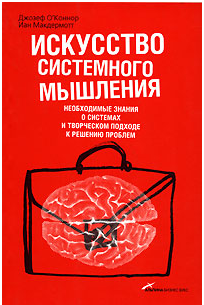 Джозеф О'Коннор
Иан Макдермотт
ИСКУССТВО
СИСТЕМНОГО
МЫШЛЕНИЯ
НЕОБХОДИМЫЕ ЗНАНИЯ
О СИСТЕМАХ
И ТВОРЧЕСКОМ ПОДХОДЕ
К РЕШЕНИЮ ПРОБЛЕМ